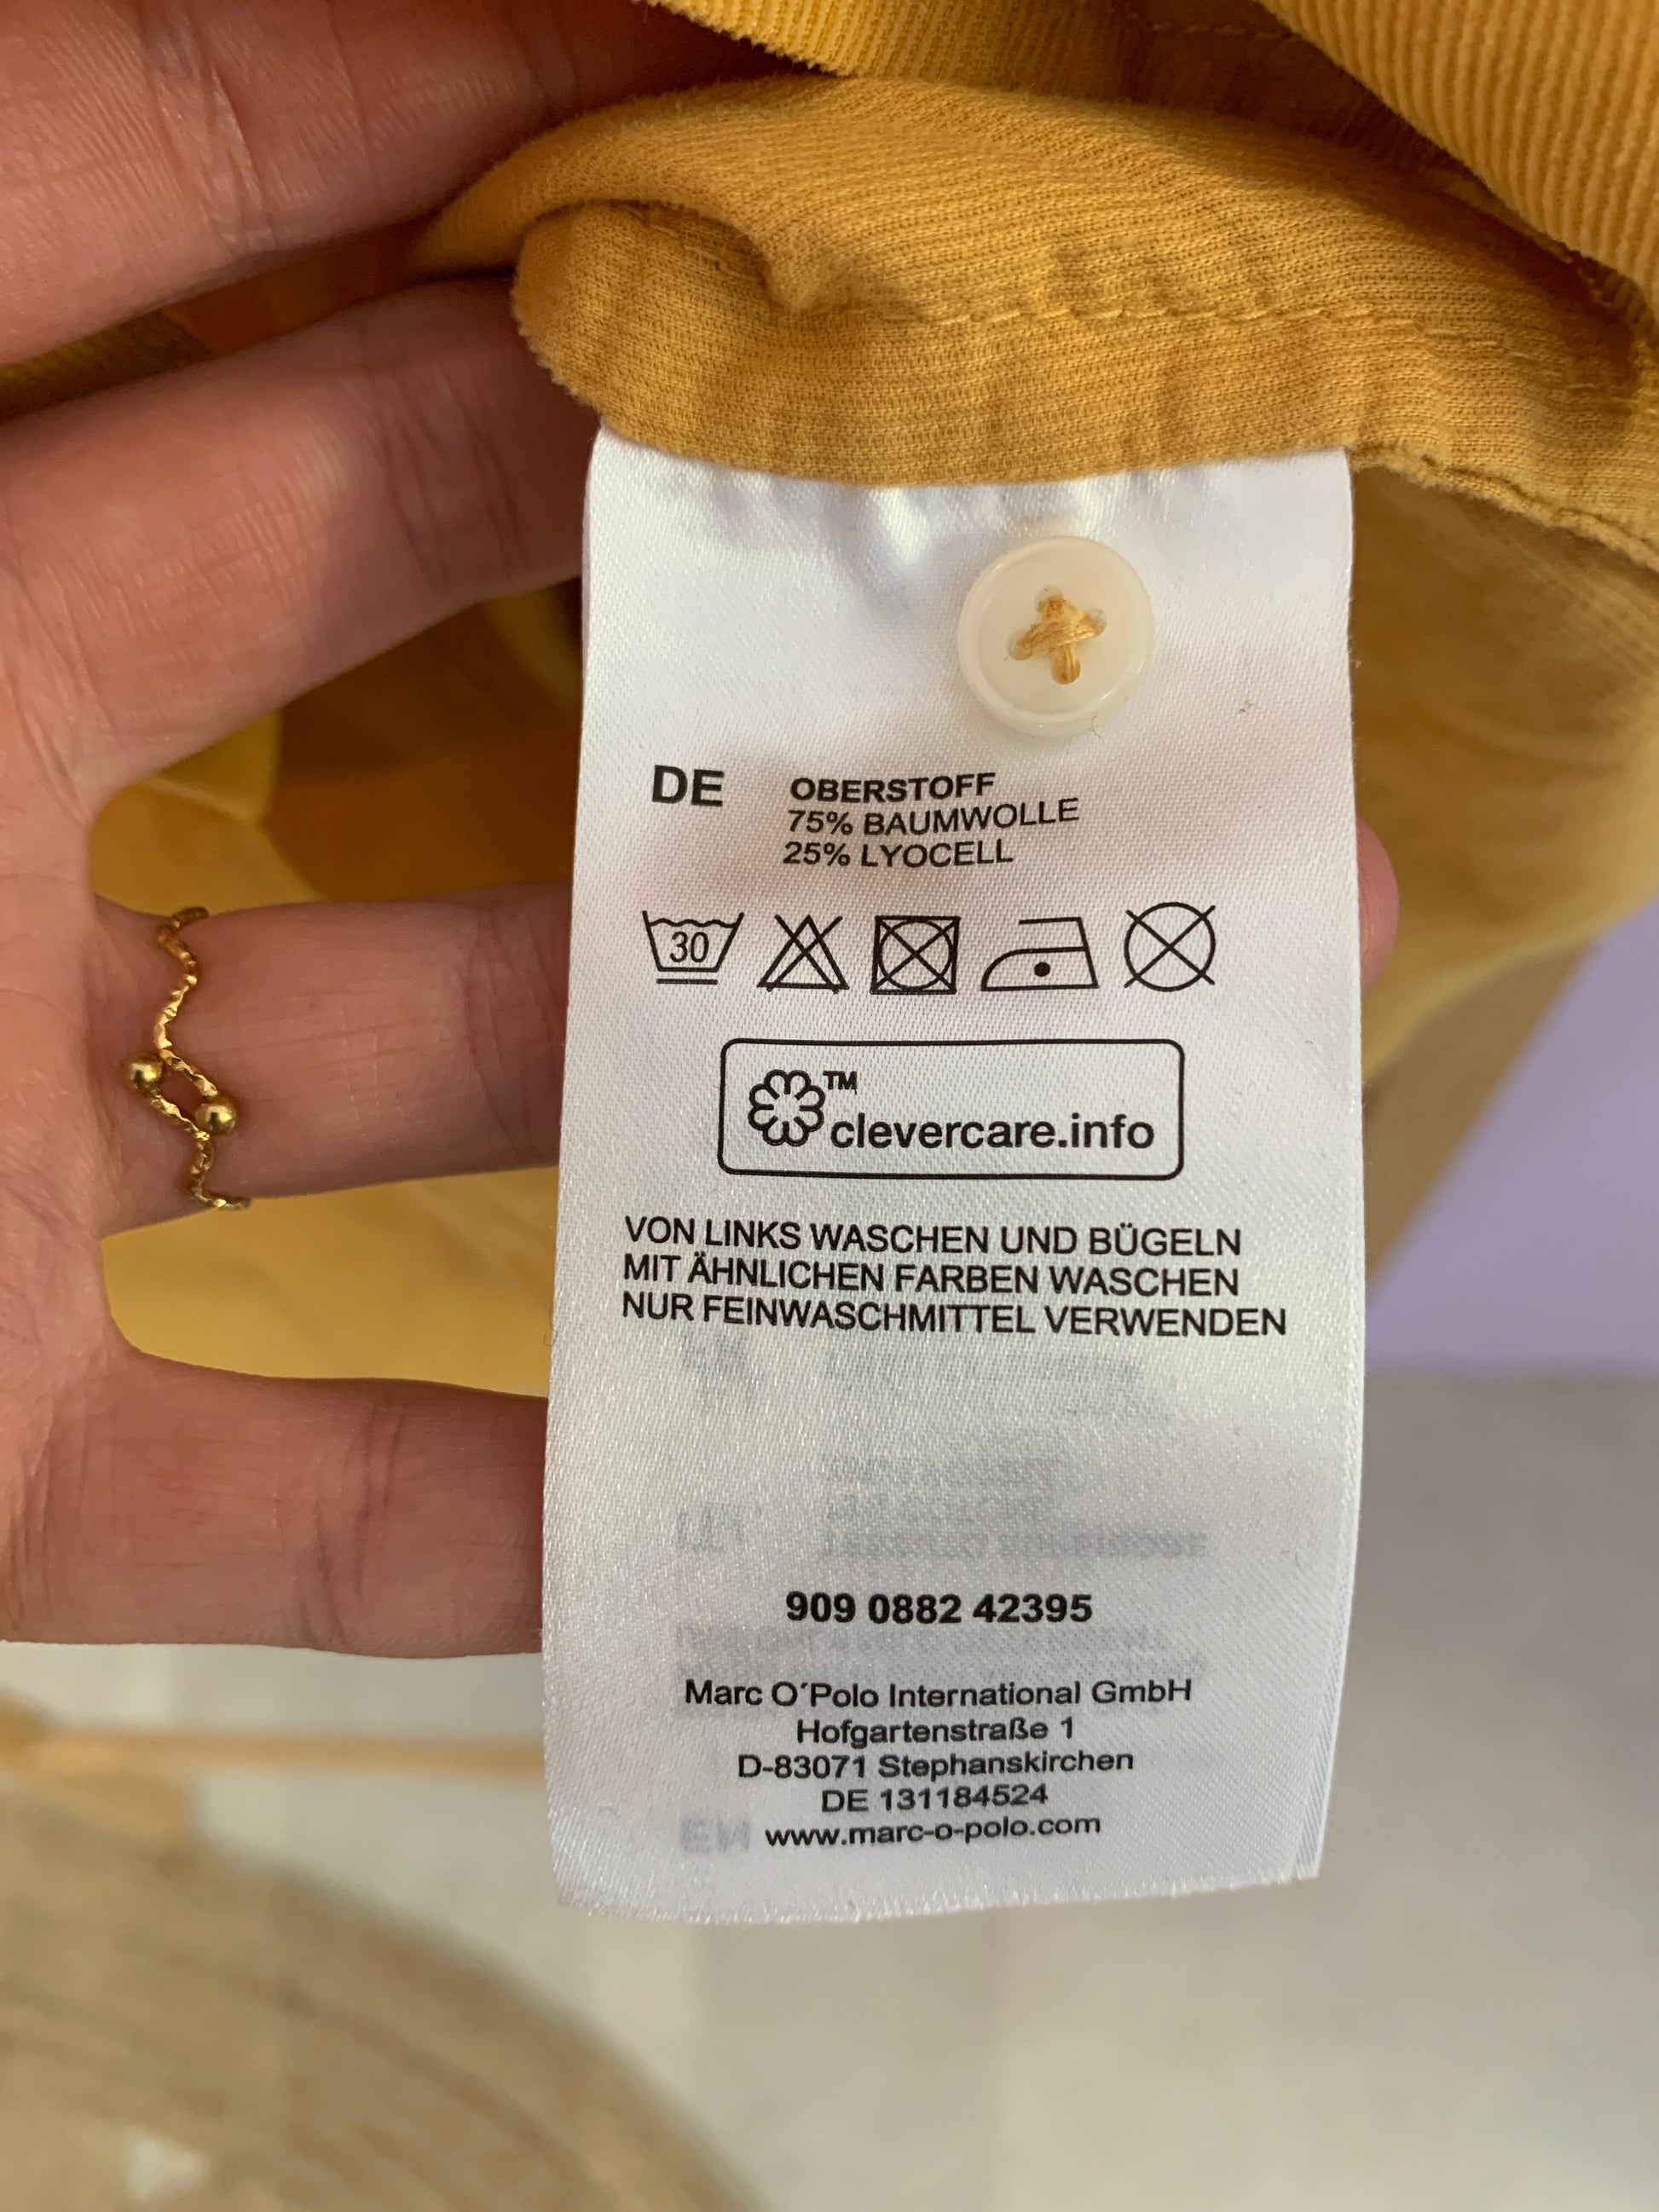 DE OBERSTOFF
75% BAUMWOLLE
25% LYOCELL
30
TM
clevercare.info
VON LINKS WASCHEN UND BÜGELN
MIT ÄHNLICHEN FARBEN WASCHEN
NUR FEINWASCHMITTEL VERWENDEN
909 0882 42395
Marc O´Polo International GmbH
Hofgartenstraße 1
D-83071 Stephanskirchen
DE 131184524
www.marc-o-polo.com